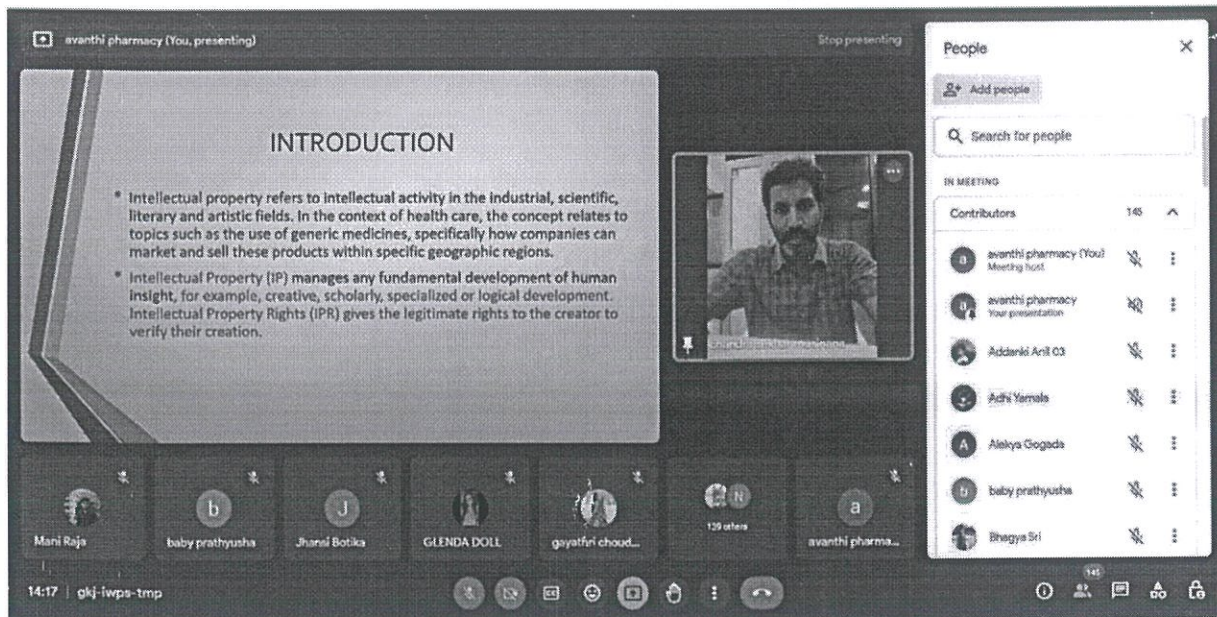 avanthi pharmacy (You, presenting)
Stop presenting
INTRODUCTION
• Intellectual property refers to intellectual activity in the industrial, scientific,
literary and artistic fields. In the context of health care, the concept relates to
topics such as the use of generic medicines, specifically how companies can
market and sell these products within specific geographic regions.
• Intellectual Property (IP) manages any fundamental development of human
insight, for example, creative, scholarly, specialized or logical development.
Intellectual Property Rights (IPR) gives the legitimate rights to the creator to
verify their creation.
Mani Raja
b
baby prathyusha
J
Jhansi Botika
GLENDA DOLL
gayathri choud...
N
139 others
a
avanthi pharma...
14:17 | gkj-iwps-tmp
145
People
Add people
Search for people
IN MEETING
Contributors 145
a
avanthi pharmacy (You)
Meeting host
a
avanthi pharmacy
Your presentation
Addanki Anil 03
Adhi Yamala
A
Alekya Gogada
b
baby prathyusha
Bhagya Sri